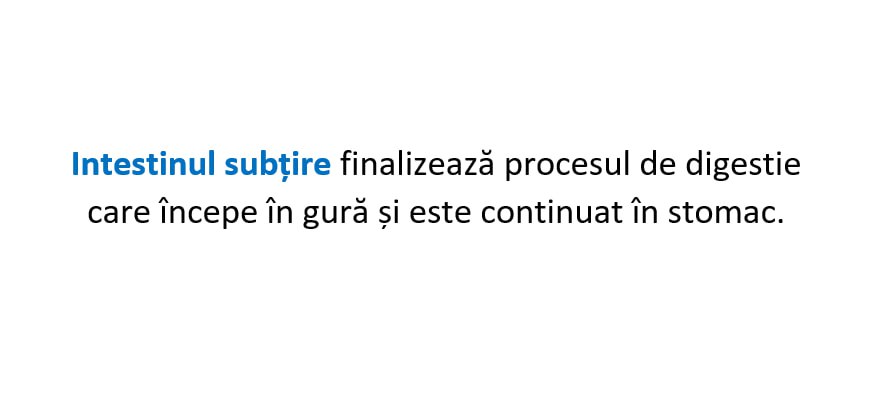 Intestinul subțire finalizează procesul de digestie
care începe în gură și este continuat în stomac.